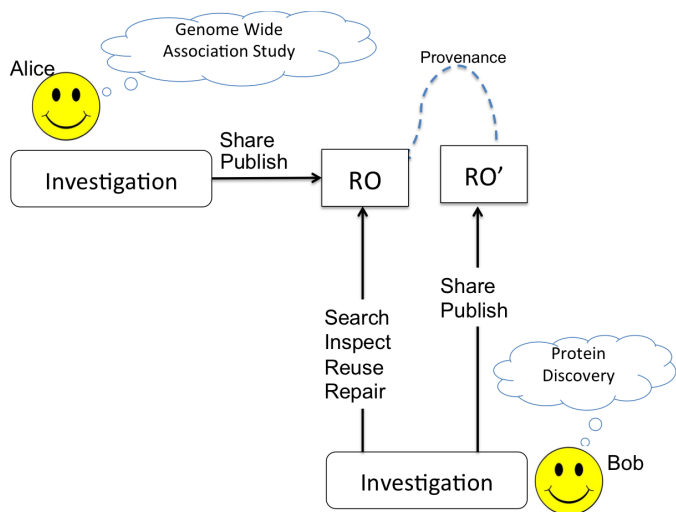 Genome Wide
Association Study
Alice
Provenance
Share
Publish
Investigation
RO
RO’
Share
Publish
Search
Inspect
Reuse
Repair
Protein
Discovery
Bob
Investigation